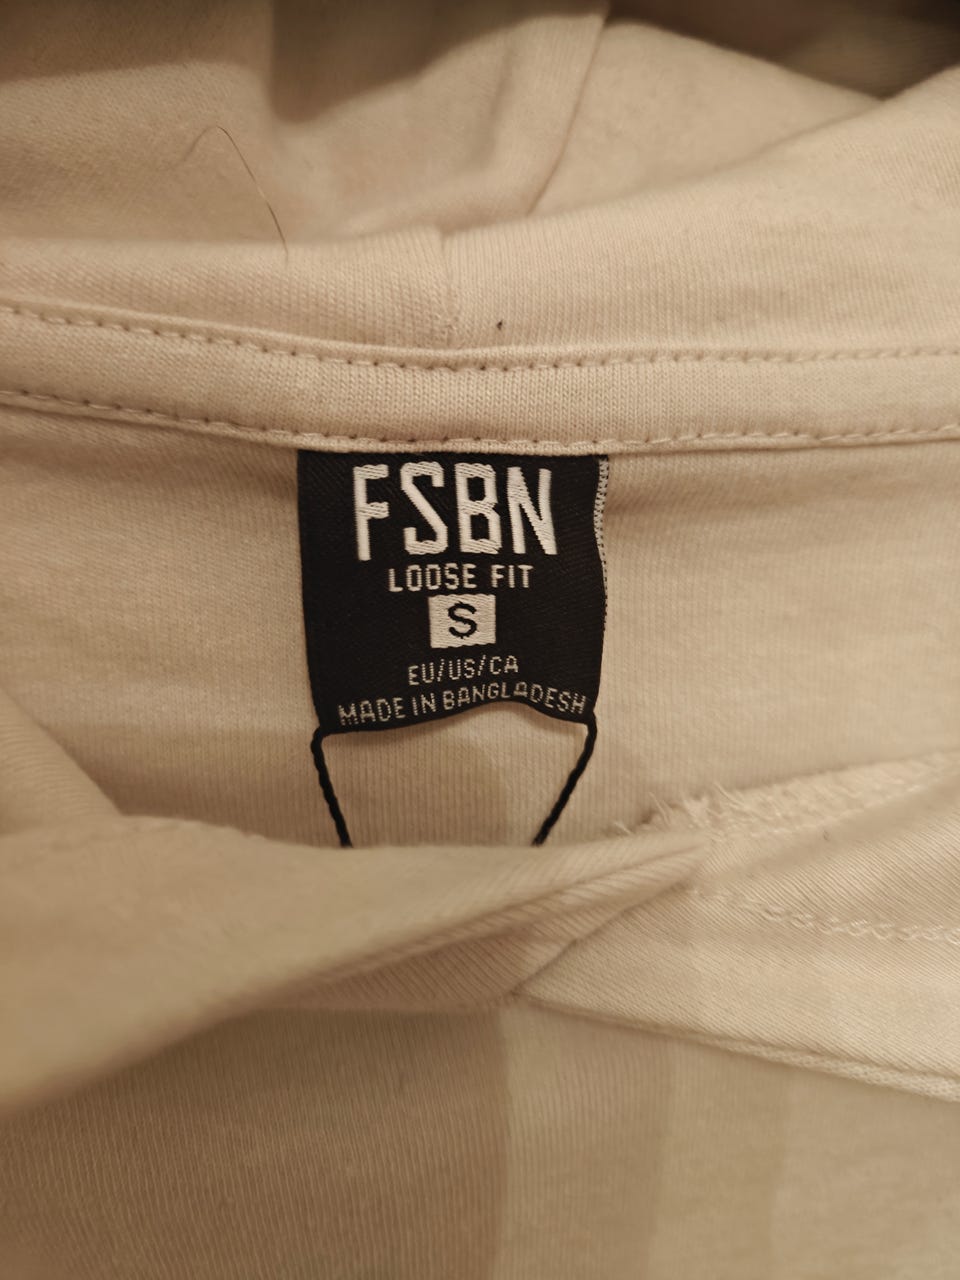 FSBN
LOOSE FIT
S
EU/US/CA
MADE IN BANGLADESH